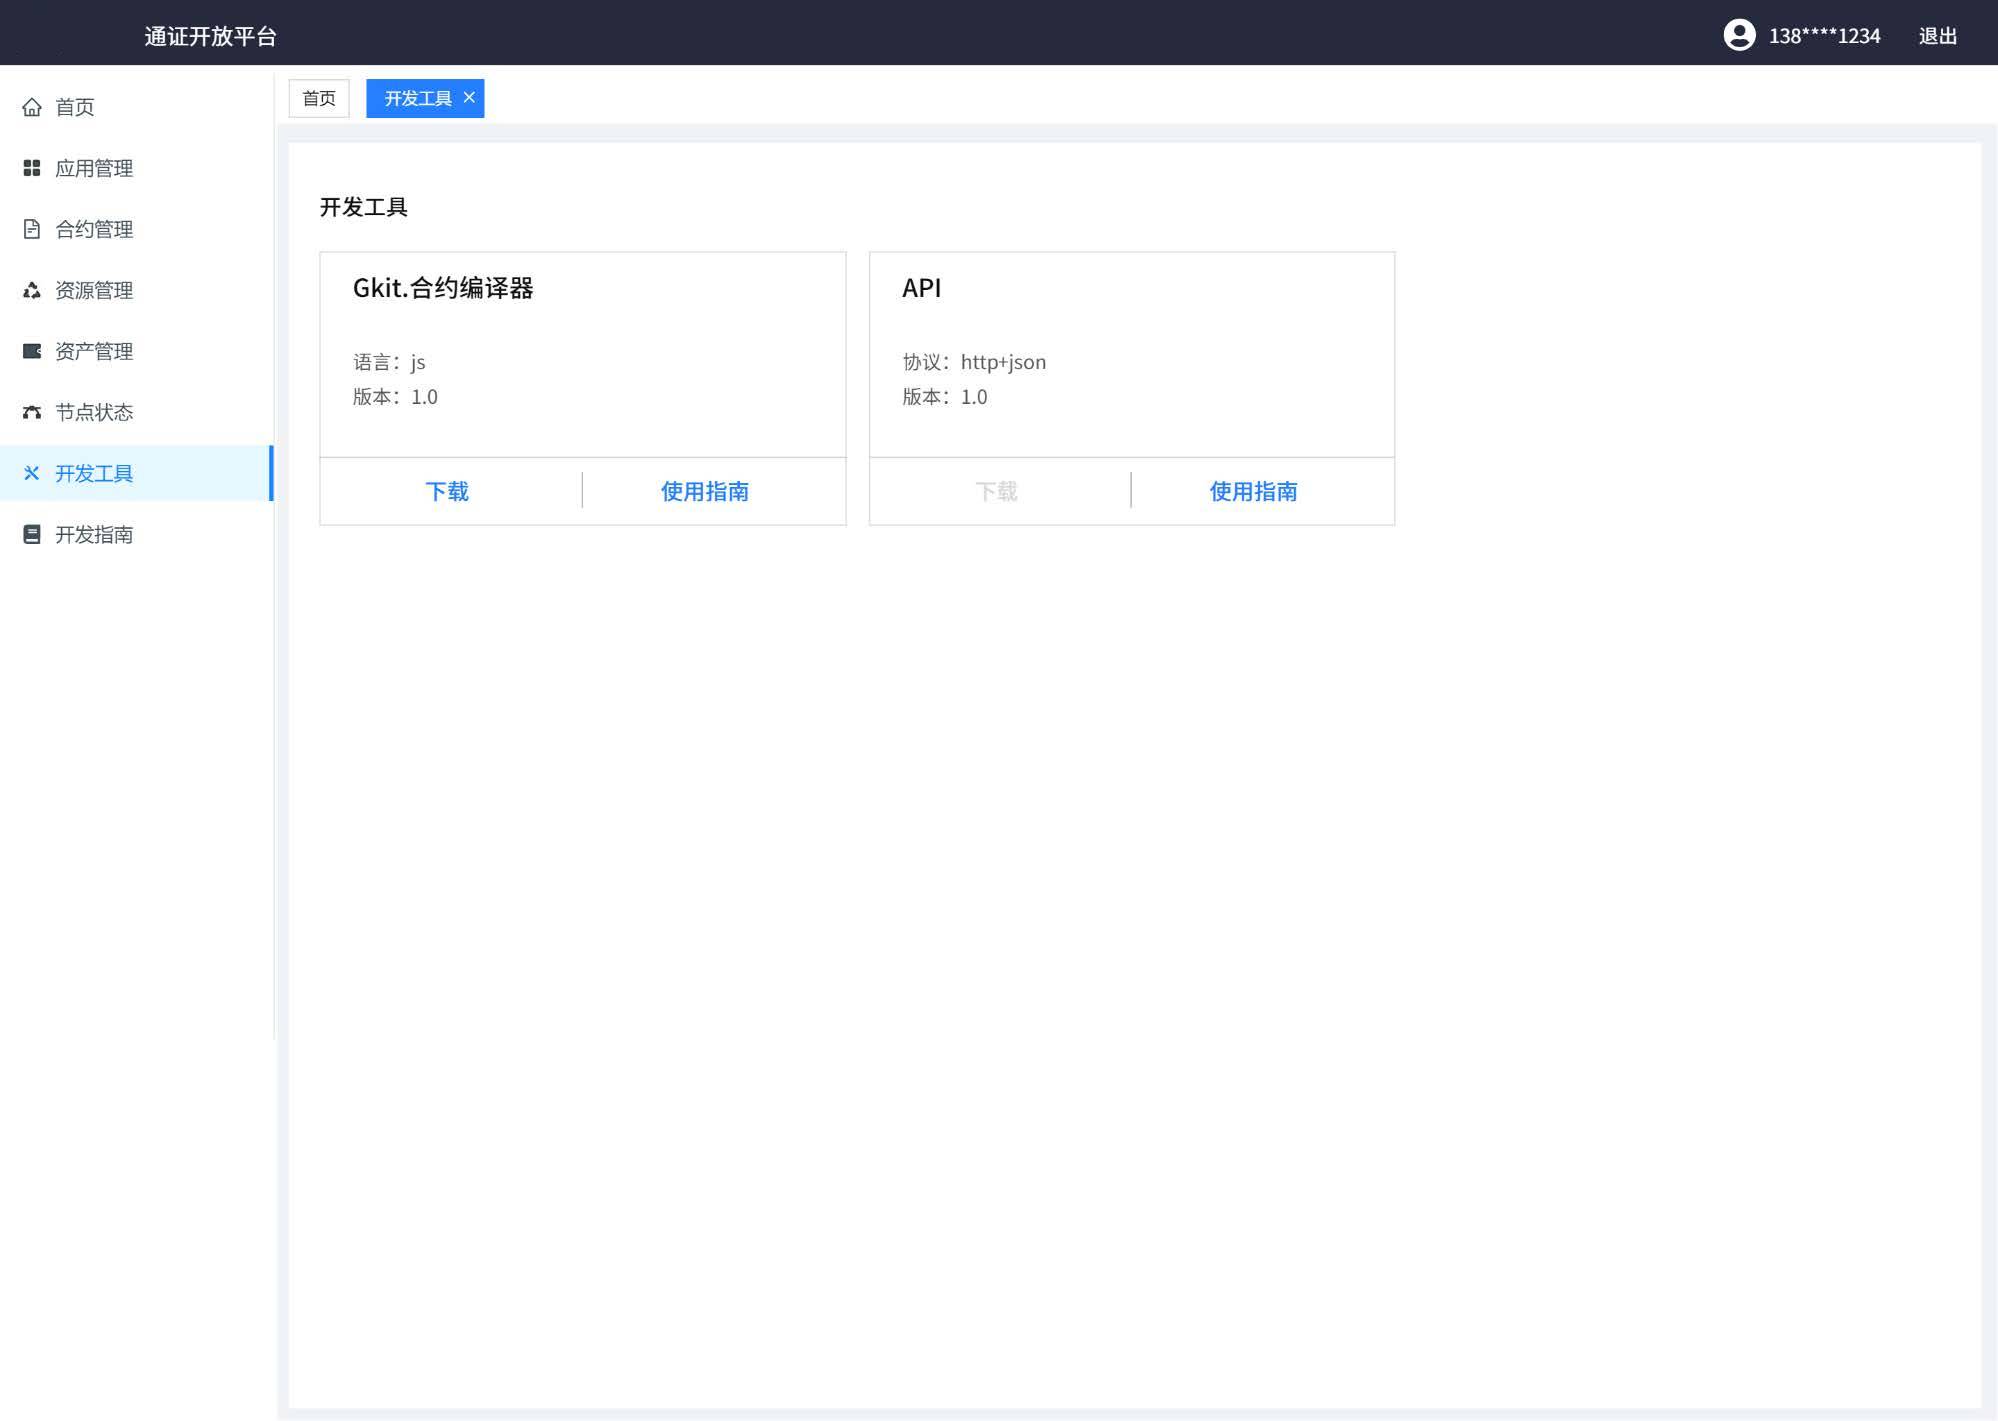 通证开放平台
138****1234 退出
首页
应用管理
合约管理
资源管理
资产管理
节点状态
开发工具
开发指南
首页 开发工具
开发工具
Gkit.合约编译器
语言：js
版本：1.0
下载 使用指南
API
协议：http+json
版本：1.0
下载 使用指南